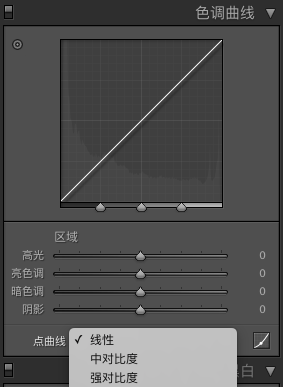 色调曲线
区域
高光 0
亮色调 0
暗色调 0
阴影 0
点曲线 ✓ 线性
中对比度
强对比度
白